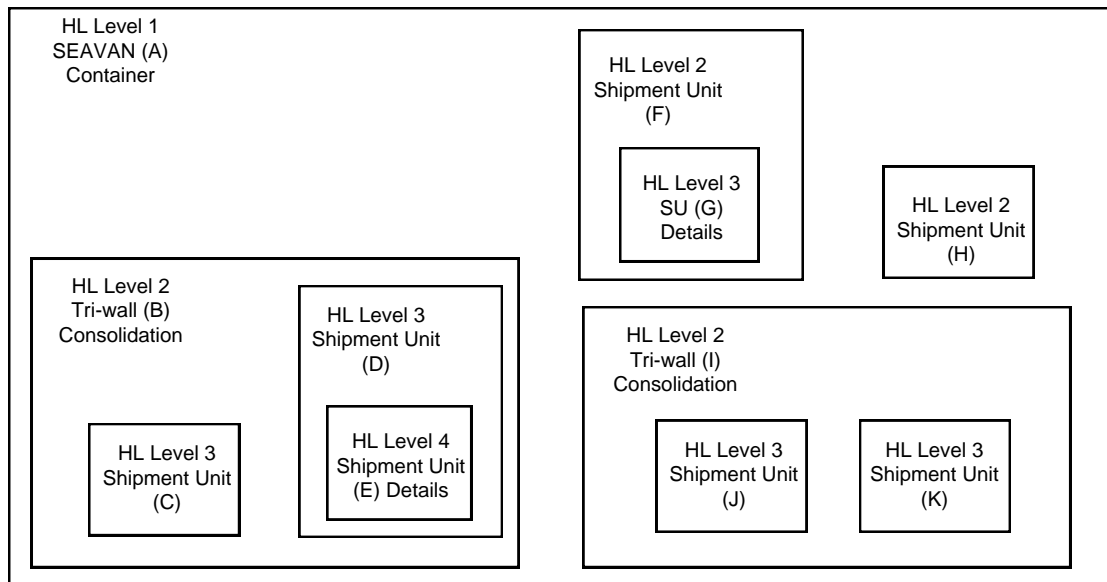 HL Level 1
SEAVAN (A)
Container
HL Level 2
Shipment Unit
(F)
HL Level 3
SU (G)
Details
HL Level 2
Shipment Unit
(H)
HL Level 2
Tri-wall (B)
Consolidation
HL Level 3
Shipment Unit
(D)
HL Level 3
Shipment Unit
(C)
HL Level 4
Shipment Unit
(E) Details
HL Level 2
Tri-wall (I)
Consolidation
HL Level 3
Shipment Unit
(J)
HL Level 3
Shipment Unit
(K)